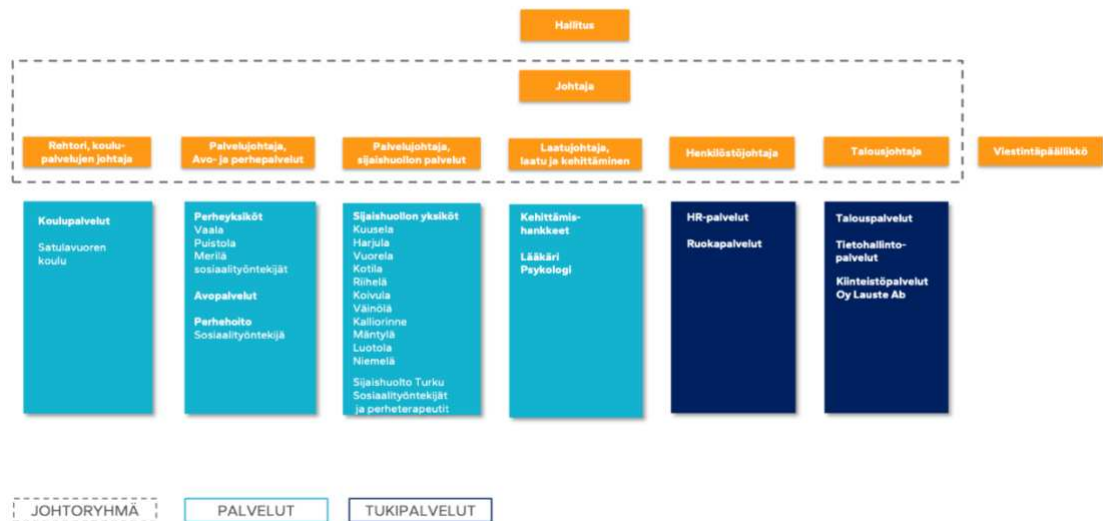 Hallitus
Johtaja
Rehtori, koulu-
palvelujen johtaja
Palvelujohtaja,
Avo- ja perhepalvelut
Palvelujohtaja,
sijaishuollon palvelut
Laatujohtaja,
laatu ja kehittäminen
Henkilöstöjohtaja
Talousjohtaja
Viestintäpäällikkö
Koulupalvelut
Satulavuoren
koulu
Perheyksiköt
Vaala
Puistola
Merilä
sosiaalityöntekijät
Avopalvelut
Perhehoito
Sosiaalityöntekijä
Sijaishuollon yksiköt
Kuusela
Harjula
Vuorela
Kotila
Riihelä
Koivula
Väinölä
Kalliorinne
Mäntylä
Luotola
Niemelä
Sijaishuolto Turku
Sosiaalityöntekijät
ja perheterapeutit
Kehittämis-
hankkeet
Lääkäri
Psykologi
HR-palvelut
Ruokapalvelut
Talouspalvelut
Tietohallinto-
palvelut
Kiinteistöpalvelut
Oy Lauste Ab
JOHTORYHMÄ
PALVELUT
TUKIPALVELUT